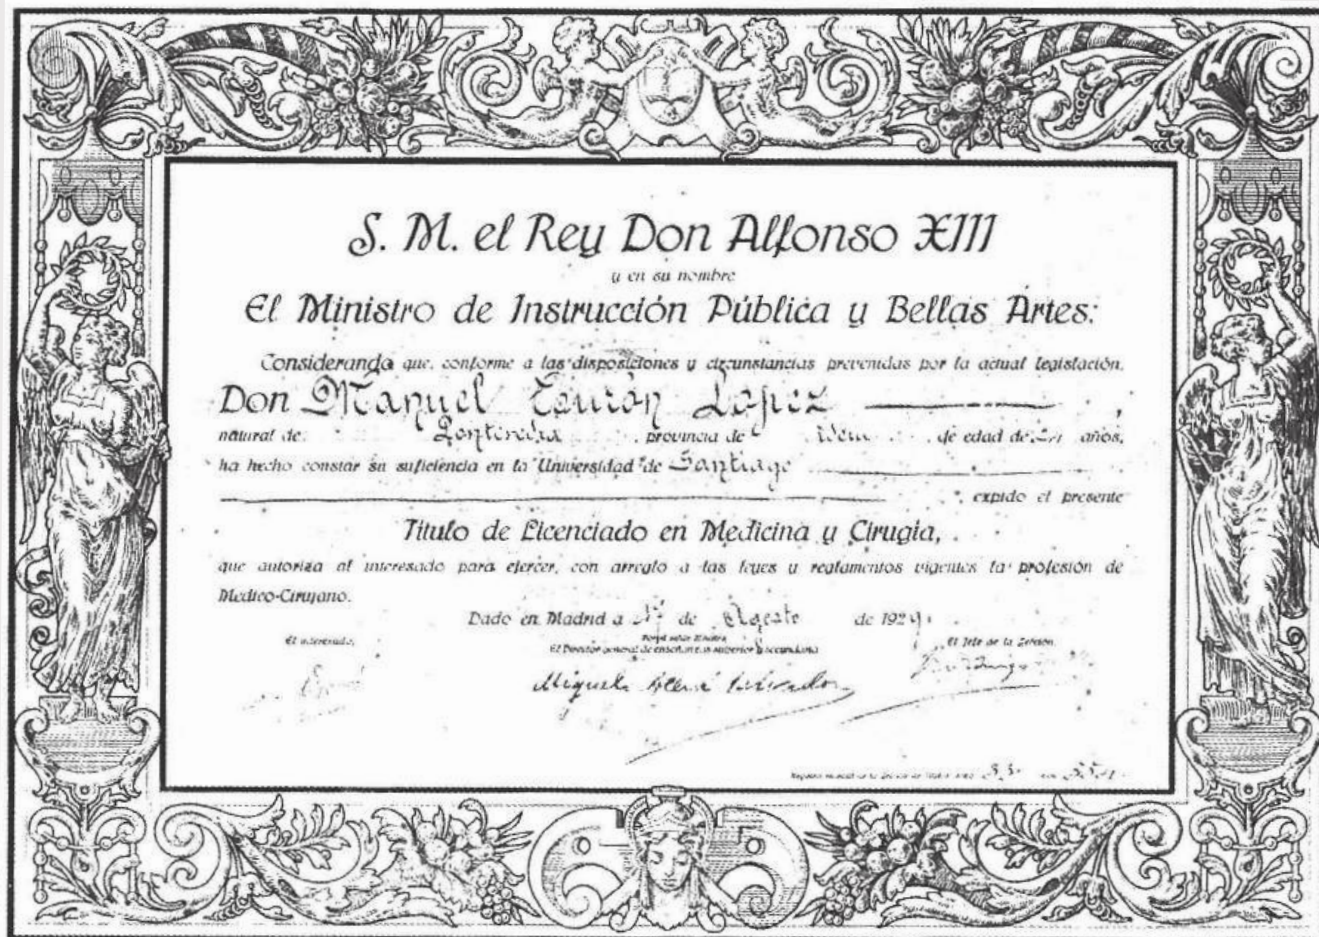 S. M. el Rey Don Alfonso XIII
y en su nombre
El Ministro de Instrucción Pública y Bellas Artes:
Considerando que, conforme a las disposiciones y circunstancias prevenidas por la actual legislación,
Don Manuel Tourón López
natural de Pontevedra provincia de idem de edad de años,
ha hecho constar su suficiencia en la Universidad de Santiago
expido el presente
Título de Licenciado en Medicina y Cirugía,
que autoriza al interesado para ejercer, con arreglo a las leyes y reglamentos vigentes la profesión de
Médico-Cirujano.
Dado en Madrid a de Agosto de 1929.
El interesado,
El Director general de enseñanza superior y secundaria
El Jefe de la Sección,
Miguel